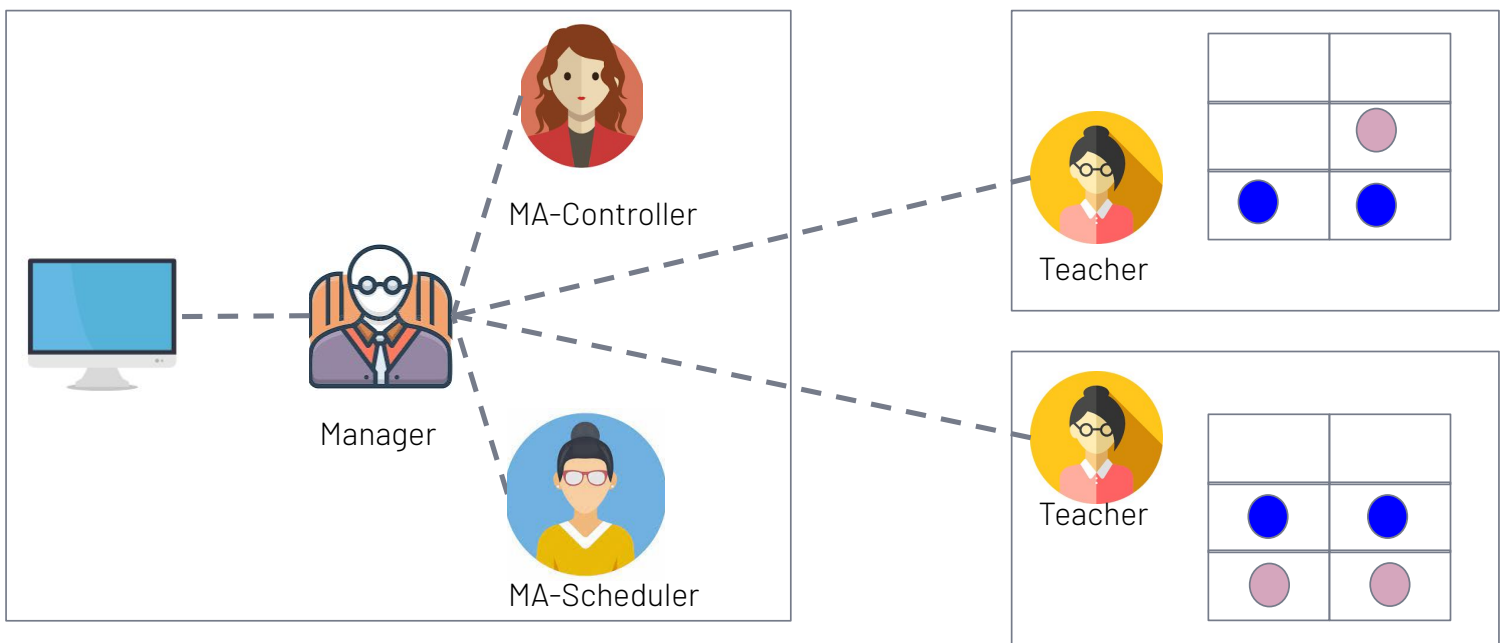 MA-Controller
Manager
MA-Scheduler
Teacher
Teacher